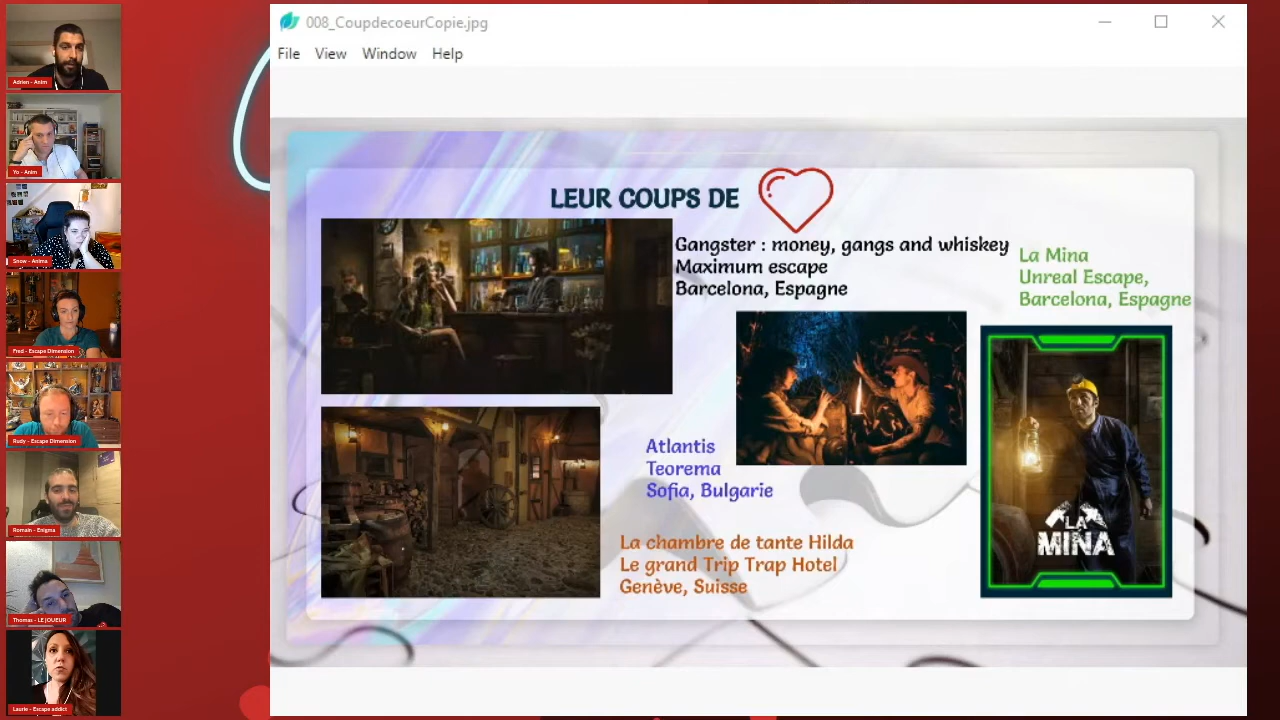 008_CoupdecoeurCopie.jpg
File View Window Help
Adrien - Anim
Yo - Anim
Snow - Anima
Fred - Escape Dimension
Rudy - Escape Dimension
Romain - Enigma
Thomas - LE JOUEUR
Laurie - Escape addict
LEUR COUPS DE
Gangster : money, gangs and whiskey
Maximum escape
Barcelona, Espagne
La Mina
Unreal Escape,
Barcelona, Espagne
Atlantis
Teorema
Sofia, Bulgarie
La chambre de tante Hilda
Le grand Trip Trap Hotel
Genève, Suisse
LA
MINA